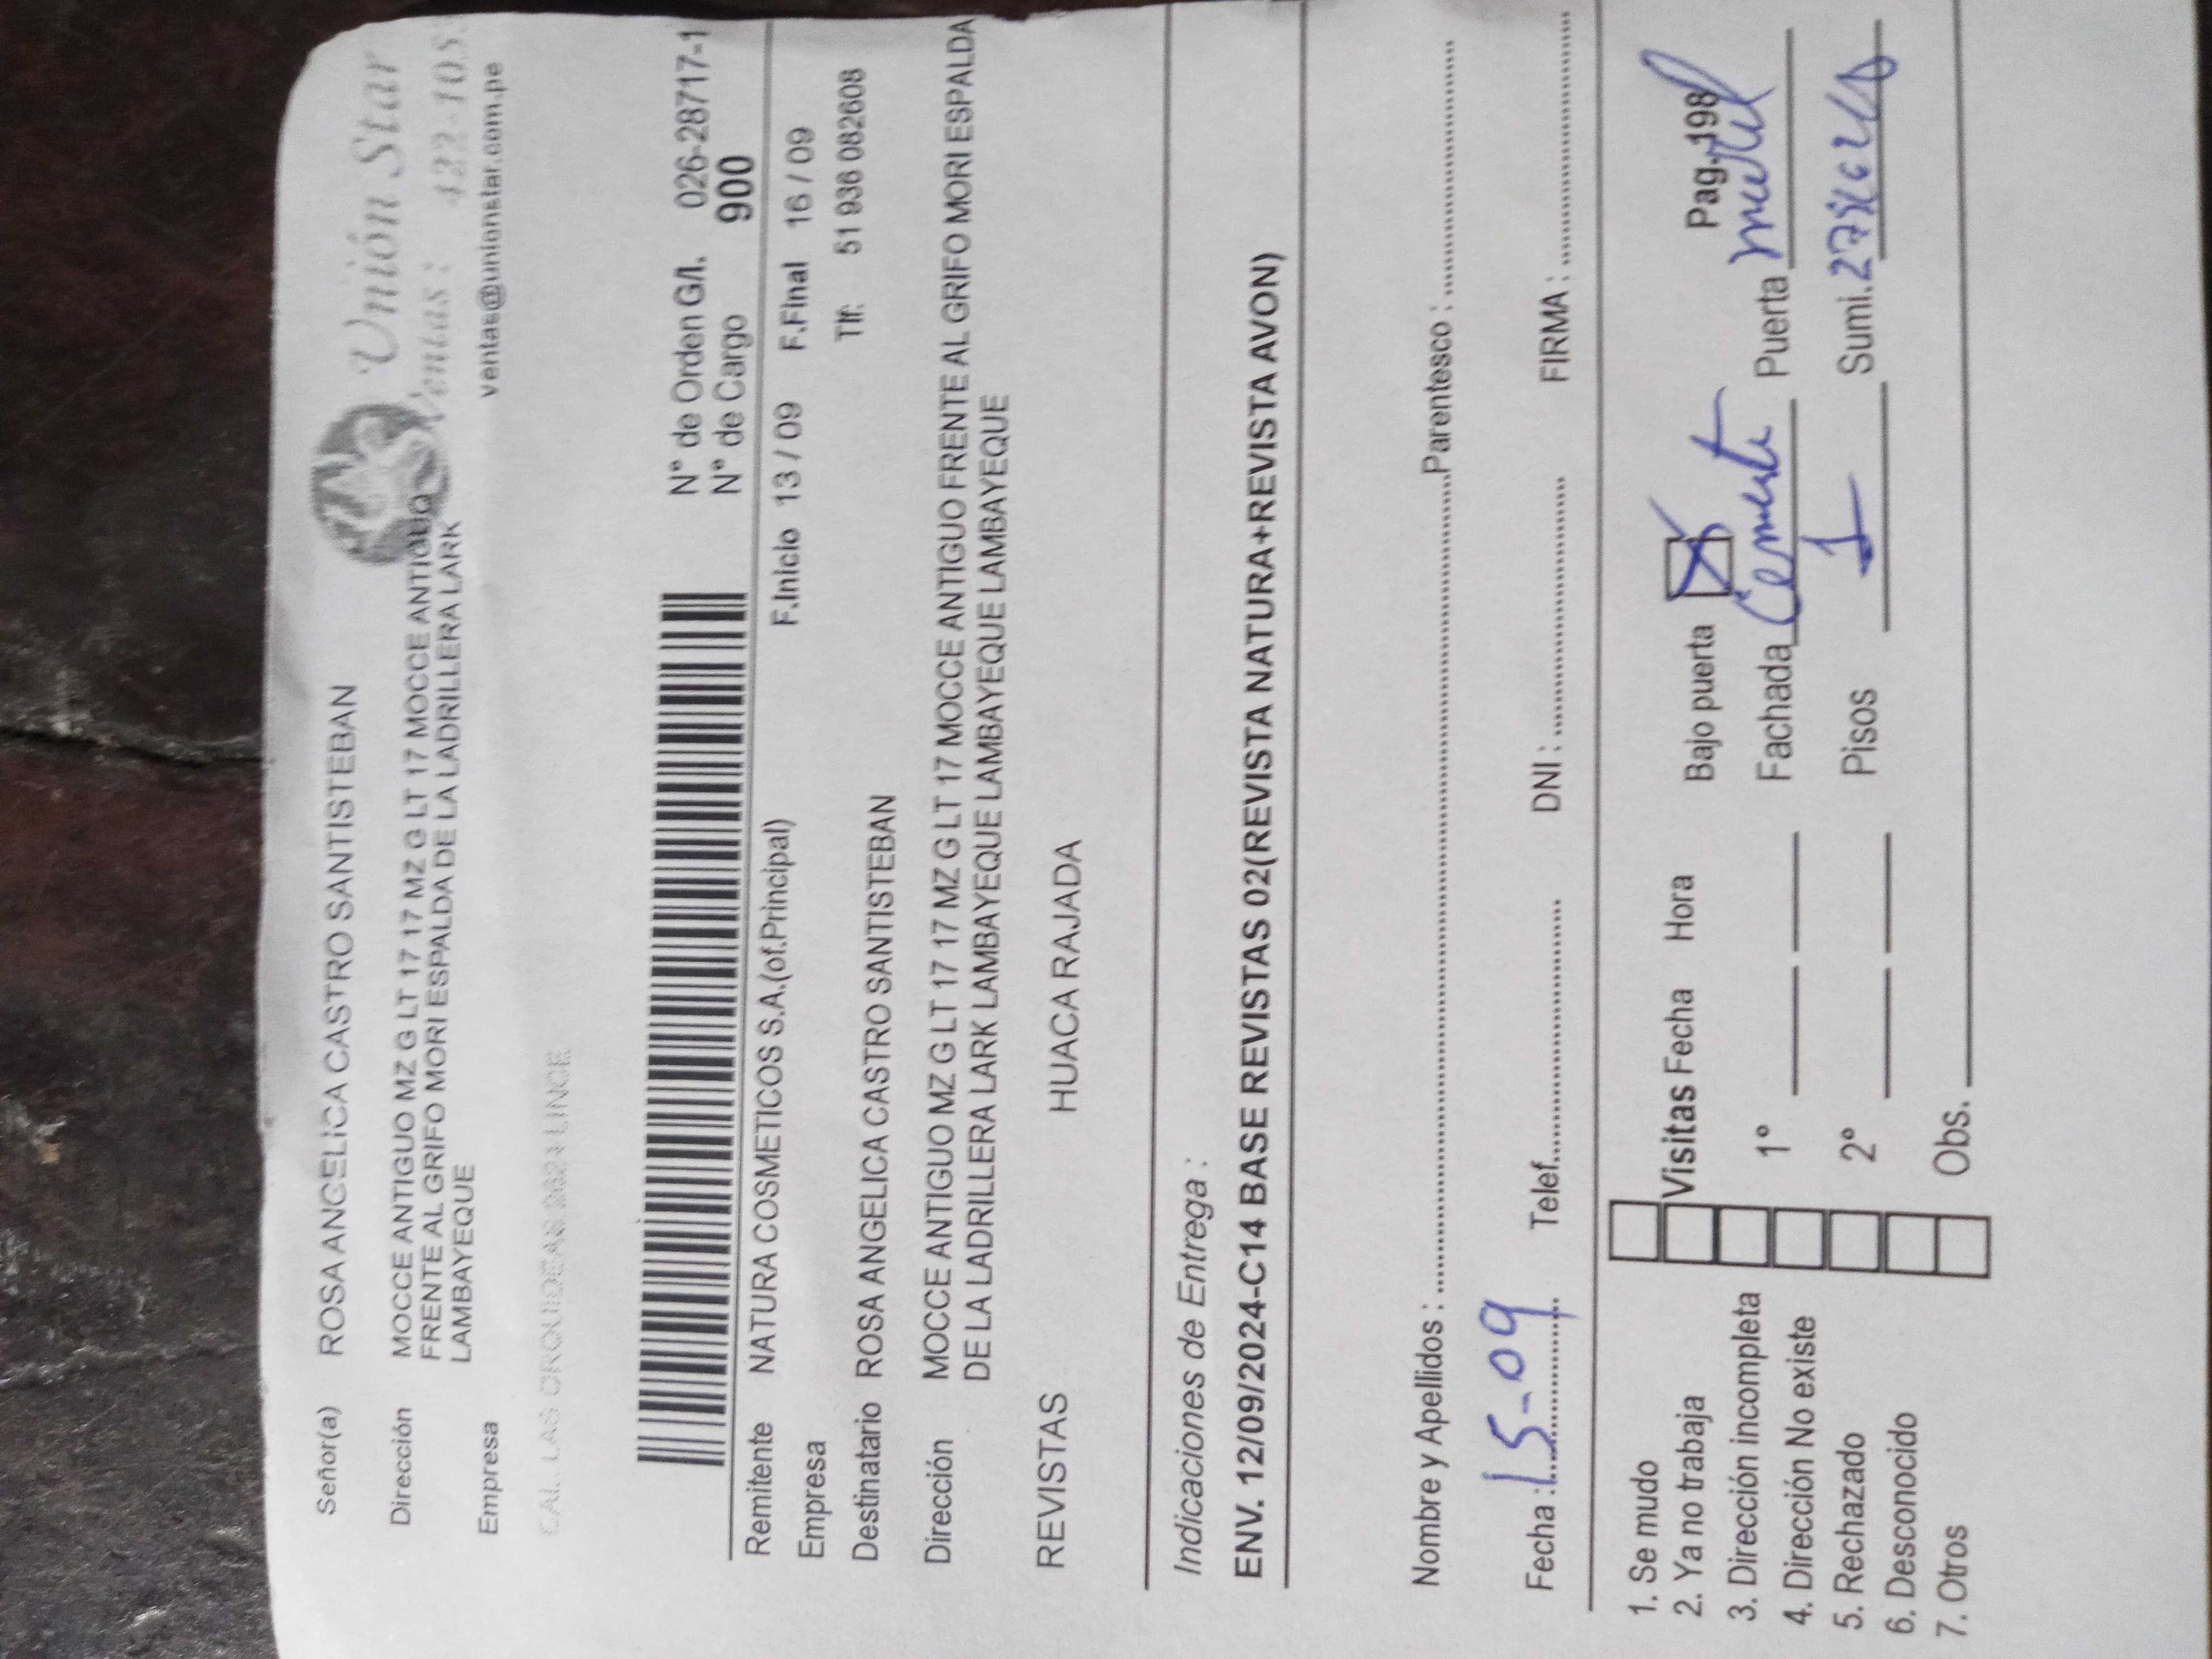 Señor(a) ROSA ANGELICA CASTRO SANTISTEBAN
Unión Star
Dirección MOCCE ANTIGUO MZ G LT 17 17 MZ G LT 17 MOCCE ANTIGUO
FRENTE AL GRIFO MORI ESPALDA DE LA LADRILLERA LARK
LAMBAYEQUE
Ventas: 422-105
Empresa
ventas@unionstar.com.pe
CAL. LAS ORQUIDEAS LINCE
N° de Orden G/I. 026-28717-1
N° de Cargo 900
Remitente NATURA COSMETICOS S.A.(of.Principal) F.Inicio 13 / 09 F.Final 16 / 09
Empresa Tlf: 51 936 082608
Destinatario ROSA ANGELICA CASTRO SANTISTEBAN
Dirección MOCCE ANTIGUO MZ G LT 17 17 MZ G LT 17 MOCCE ANTIGUO FRENTE AL GRIFO MORI ESPALDA
DE LA LADRILLERA LARK LAMBAYEQUE LAMBAYEQUE LAMBAYEQUE
REVISTAS HUACA RAJADA
Indicaciones de Entrega :
ENV. 12/09/2024-C14 BASE REVISTAS 02(REVISTA NATURA+REVISTA AVON)
Nombre y Apellidos : Parentesco :
Fecha : 15-09 Telef. DNI : FIRMA :
1. Se mudo
2. Ya no trabaja Visitas Fecha Hora Bajo puerta Pag.198
3. Dirección incompleta
4. Dirección No existe 1° Fachada Cemento Puerta metal
5. Rechazado 2° Pisos 1 Sumi.
6. Desconocido
7. Otros Obs.